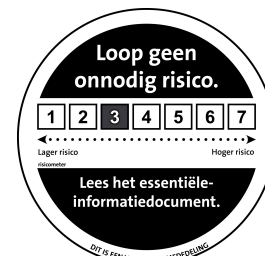 Loop geen
onnodig risico.
1 2 3 4 5 6 7
Lager risico Hoger risico
risicometer
Lees het essentiële-
informatiedocument.
DIT IS EEN